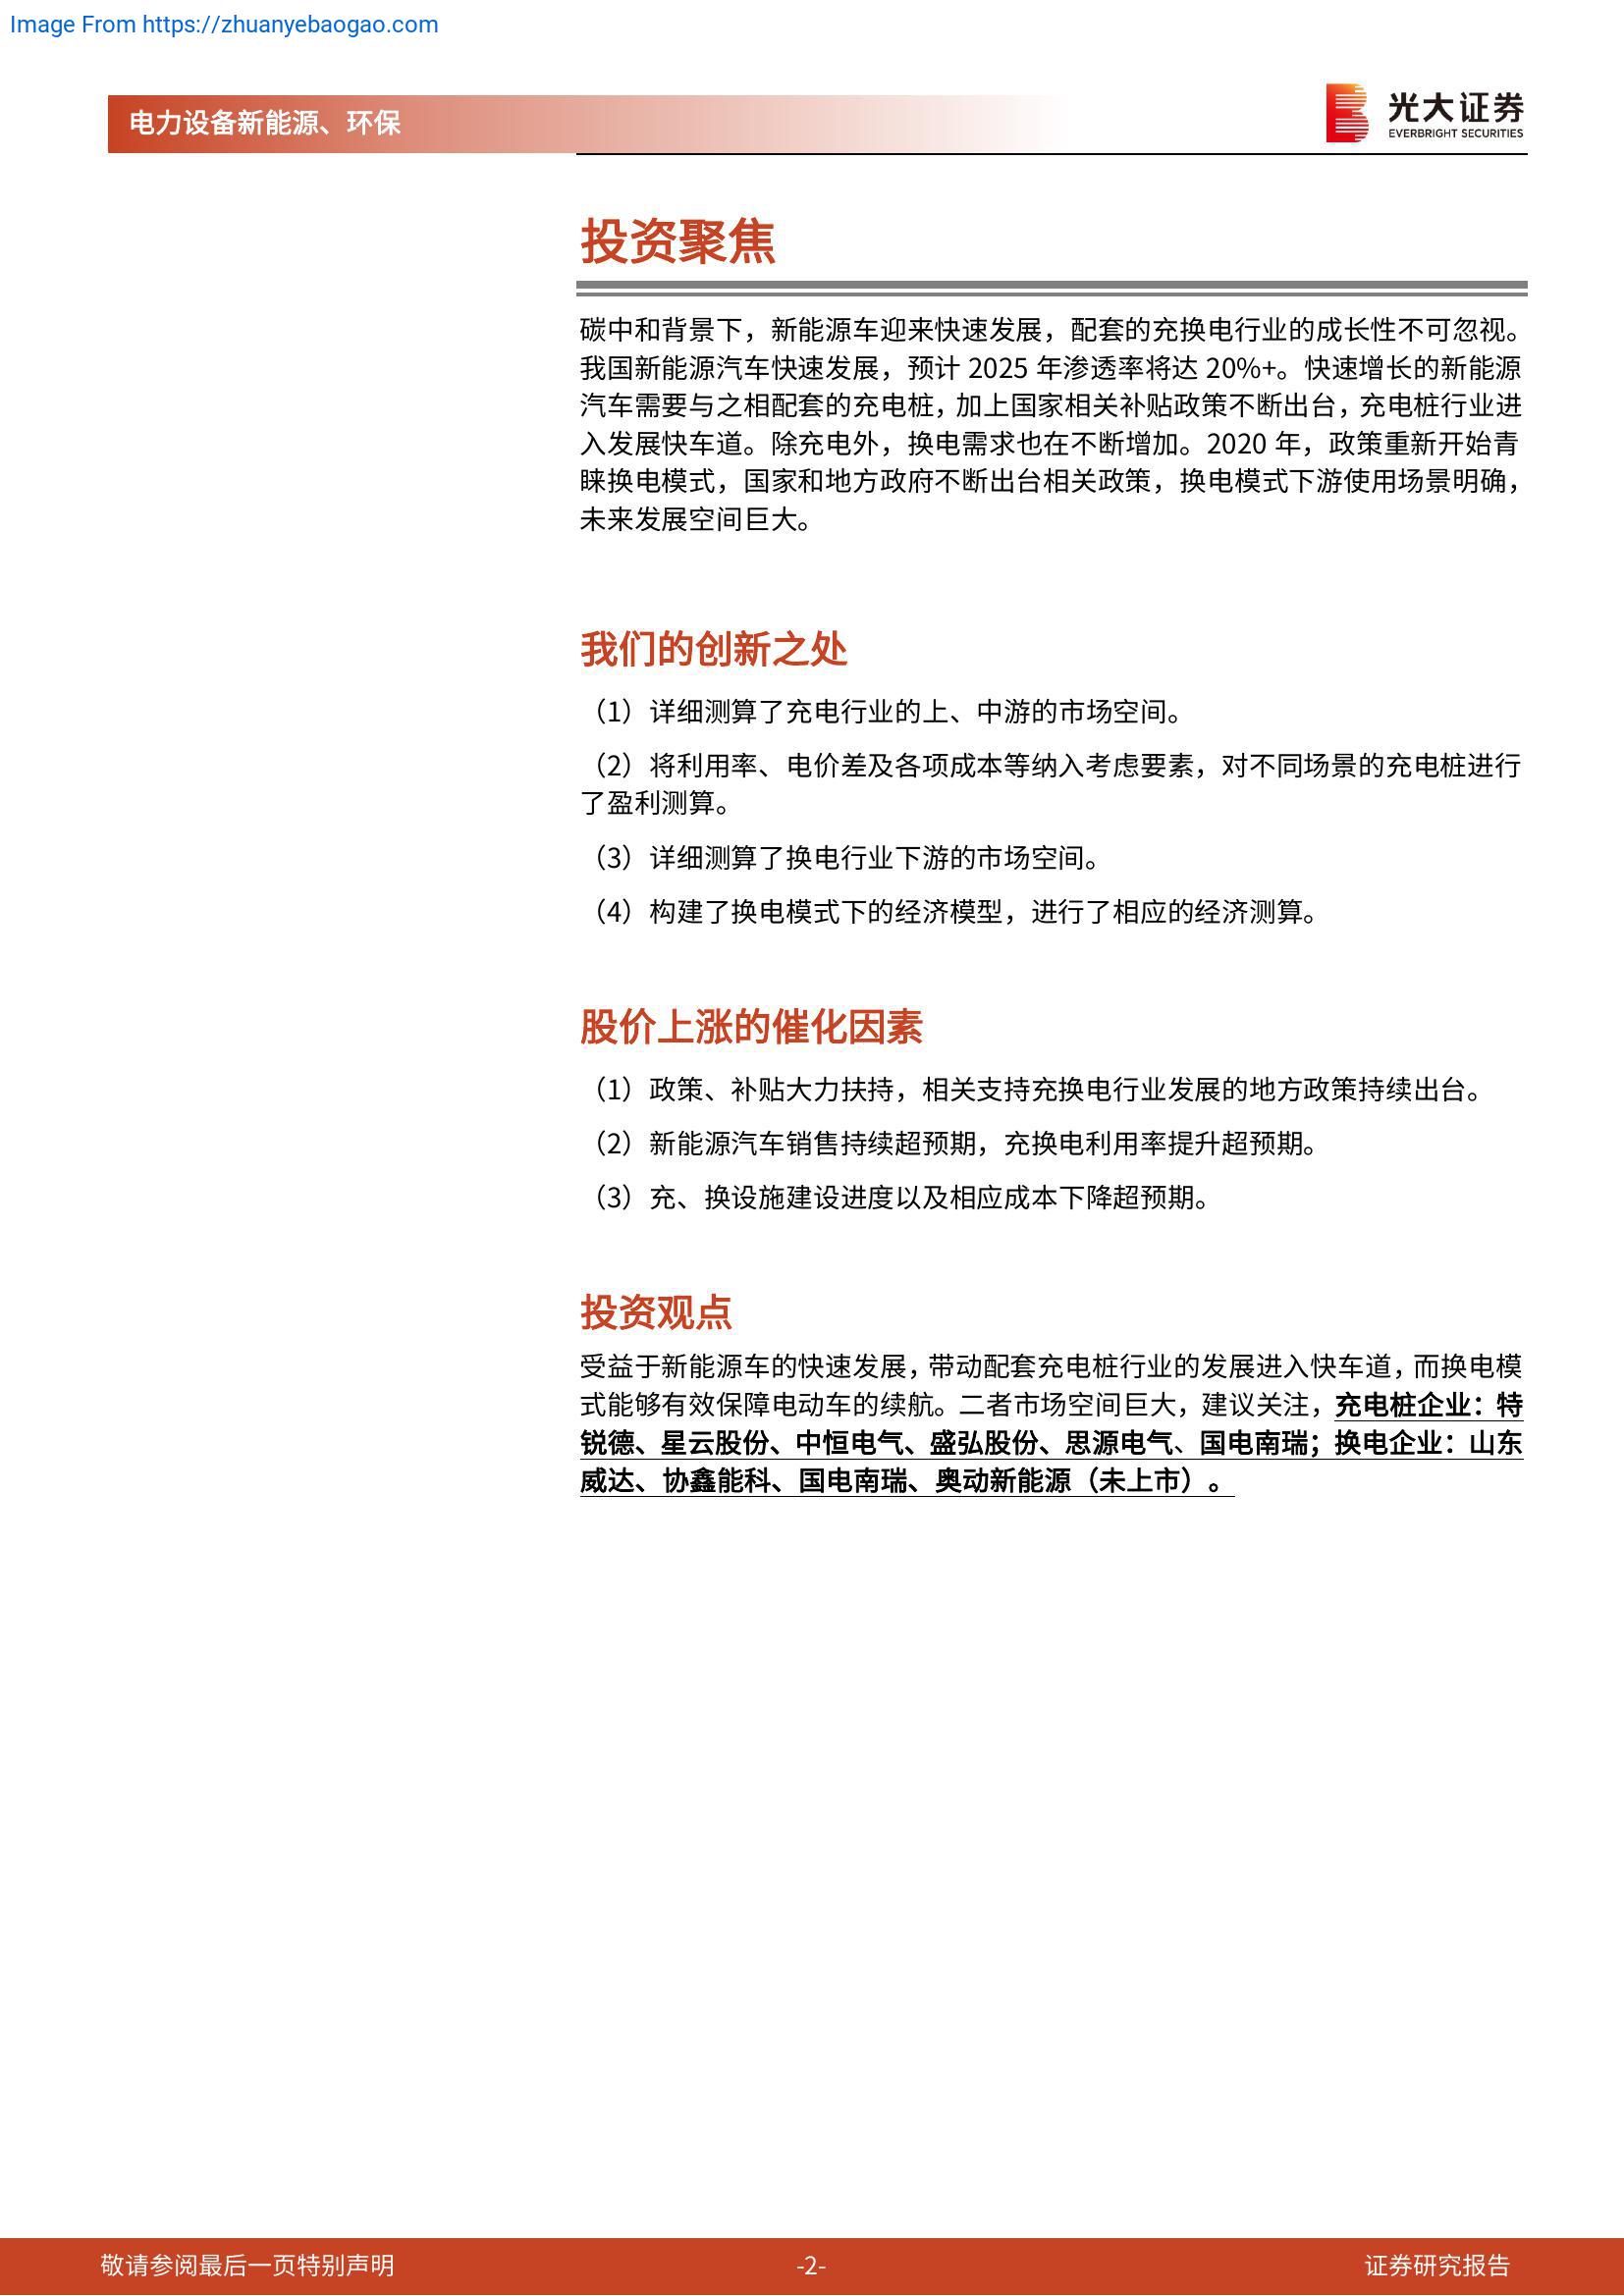 Image From https://zhuanyebaogao.com
电力设备新能源、环保
光大证券
EVERBRIGHT SECURITIES
投资聚焦
碳中和背景下，新能源车迎来快速发展，配套的充换电行业的成长性不可忽视。
我国新能源汽车快速发展，预计 2025 年渗透率将达 20%+。快速增长的新能源
汽车需要与之相配套的充电桩，加上国家相关补贴政策不断出台，充电桩行业进
入发展快车道。除充电外，换电需求也在不断增加。2020 年，政策重新开始青
睐换电模式，国家和地方政府不断出台相关政策，换电模式下游使用场景明确，
未来发展空间巨大。
我们的创新之处
（1）详细测算了充电行业的上、中游的市场空间。
（2）将利用率、电价差及各项成本等纳入考虑要素，对不同场景的充电桩进行
了盈利测算。
（3）详细测算了换电行业下游的市场空间。
（4）构建了换电模式下的经济模型，进行了相应的经济测算。
股价上涨的催化因素
（1）政策、补贴大力扶持，相关支持充换电行业发展的地方政策持续出台。
（2）新能源汽车销售持续超预期，充换电利用率提升超预期。
（3）充、换设施建设进度以及相应成本下降超预期。
投资观点
受益于新能源车的快速发展，带动配套充电桩行业的发展进入快车道，而换电模
式能够有效保障电动车的续航。二者市场空间巨大，建议关注，充电桩企业：特
锐德、星云股份、中恒电气、盛弘股份、思源电气、国电南瑞；换电企业：山东
威达、协鑫能科、国电南瑞、奥动新能源（未上市）。
敬请参阅最后一页特别声明
-2-
证券研究报告